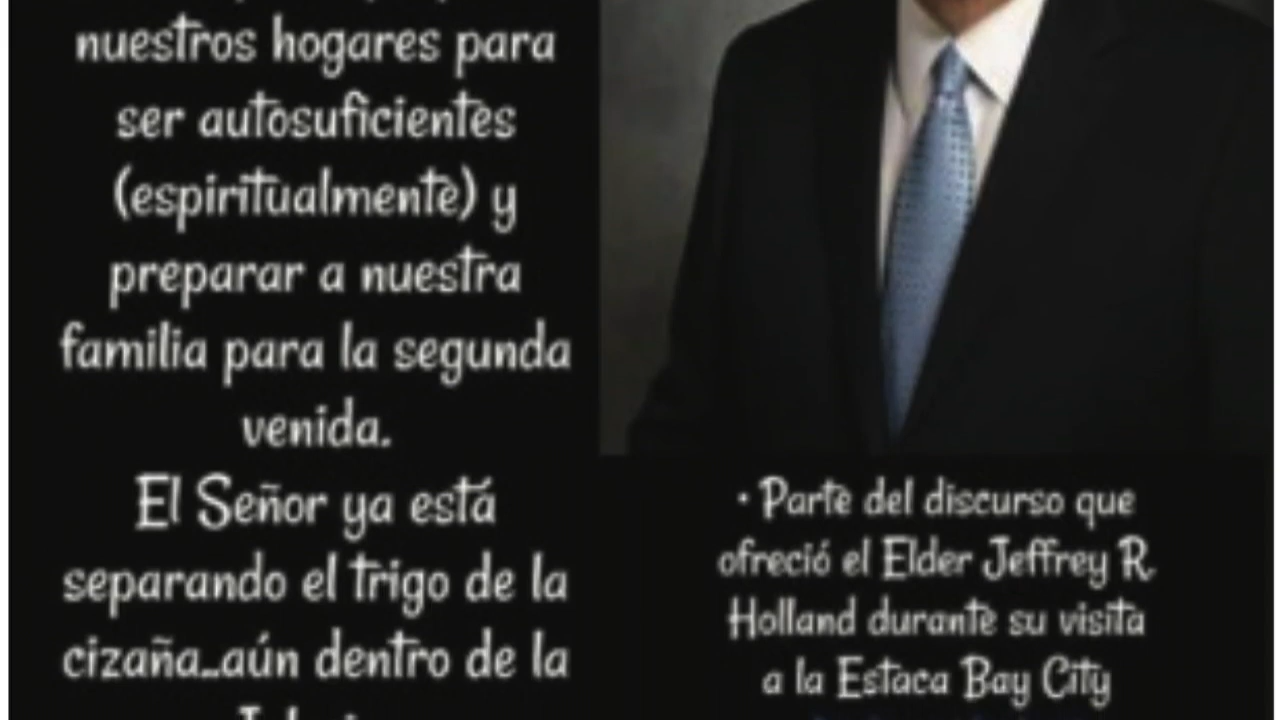 nuestros hogares para
ser autosuficientes
(espiritualmente) y
preparar a nuestra
familia para la segunda
venida.
El Señor ya está
separando el trigo de la
cizaña..aún dentro de la
• Parte del discurso que
ofreció el Elder Jeffrey R.
Holland durante su visita
a la Estaca Bay City